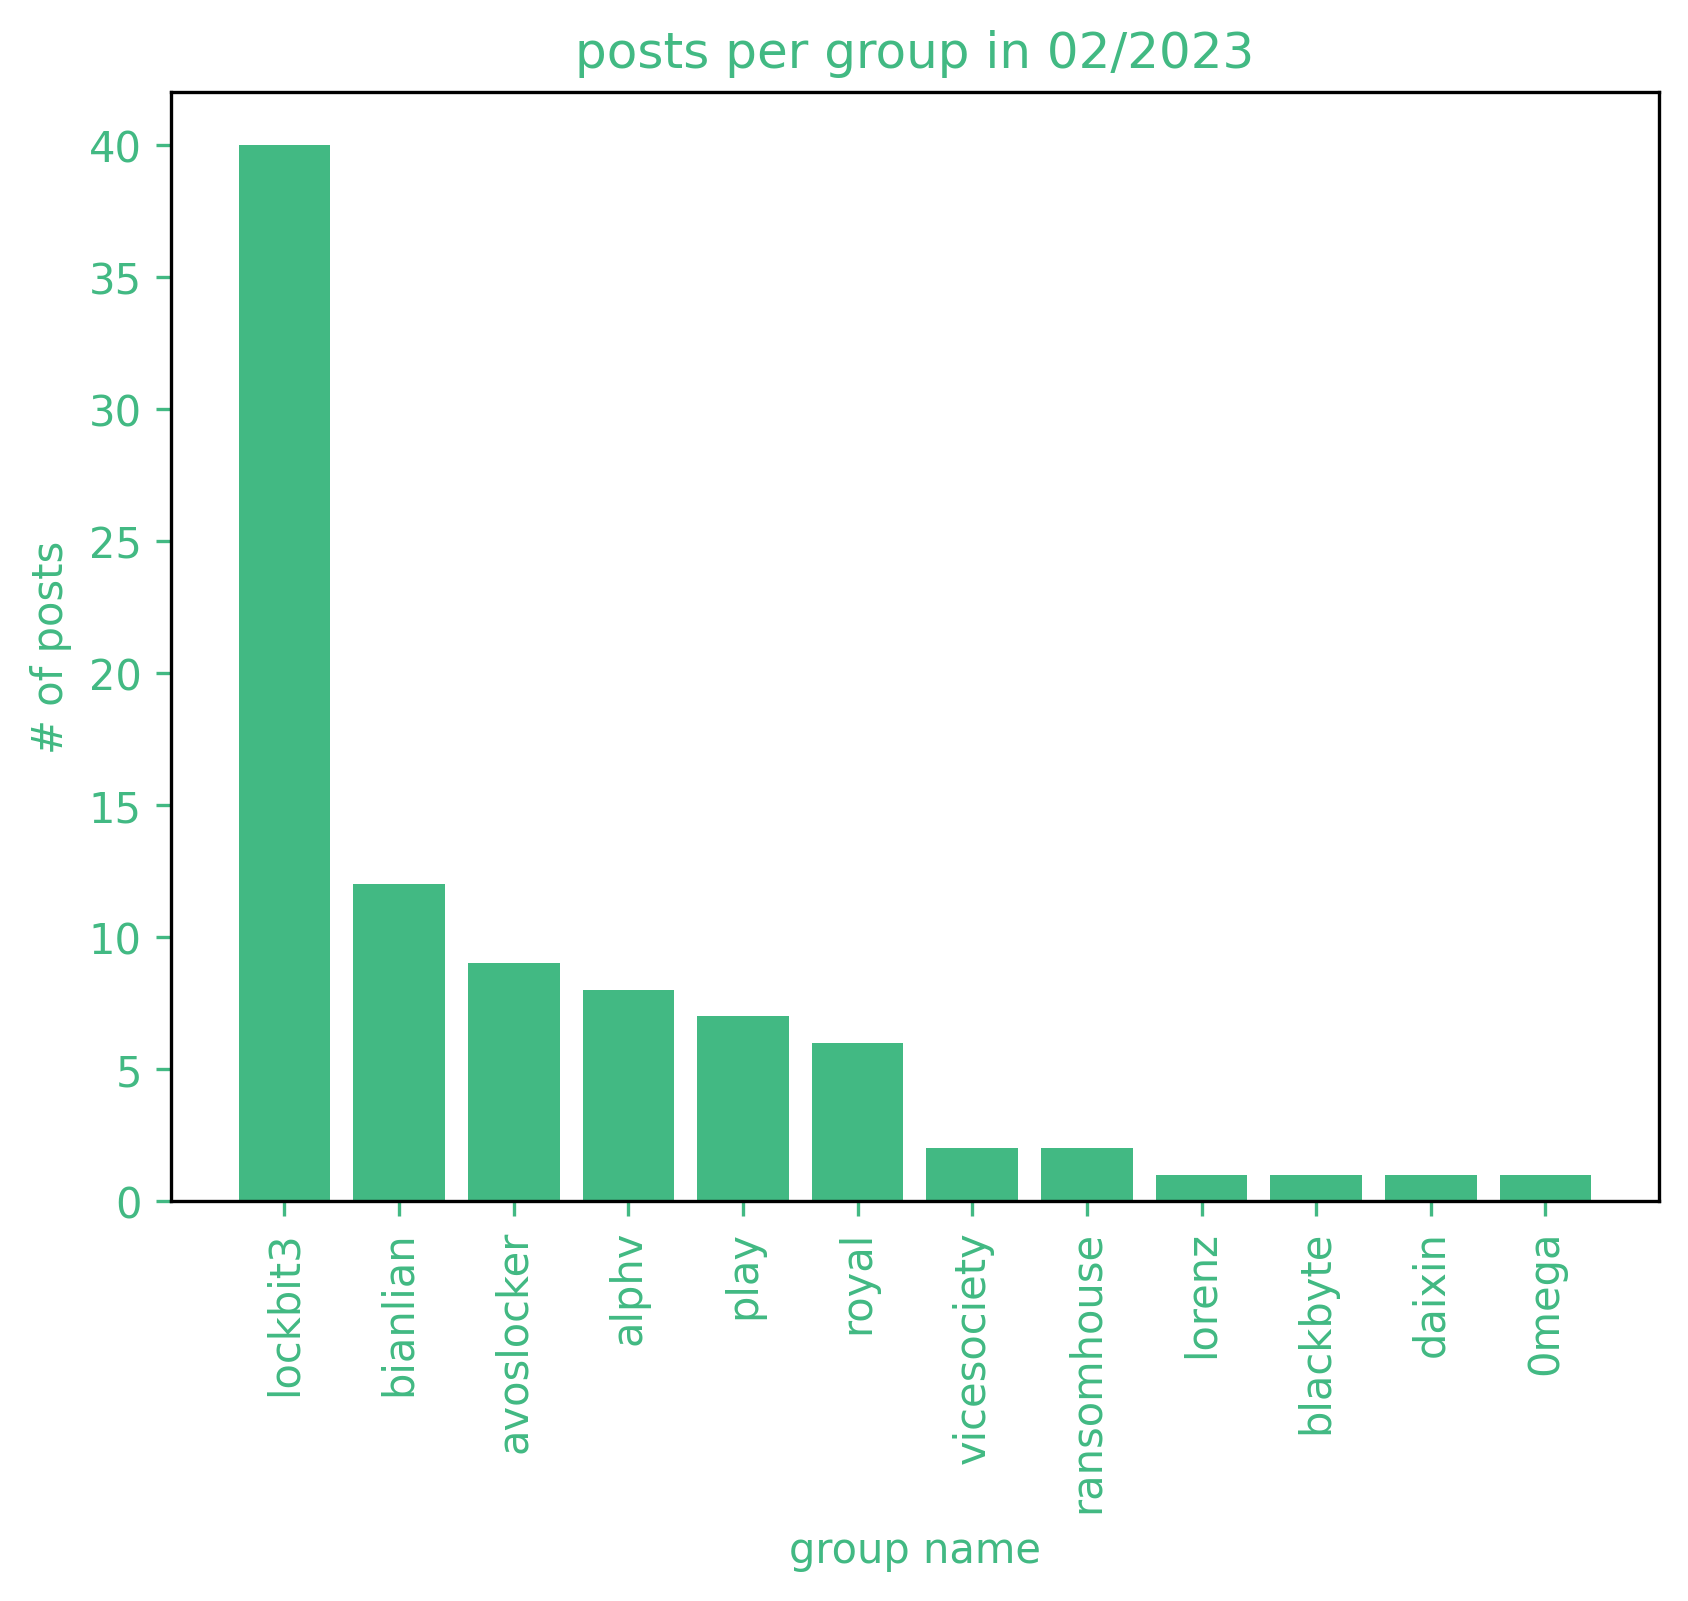 posts per group in 02/2023
# of posts
40
35
30
25
20
15
10
5
0
lockbit3
bianlian
avoslocker
alphv
play
royal
vicesociety
ransomhouse
lorenz
blackbyte
daixin
0mega
group name